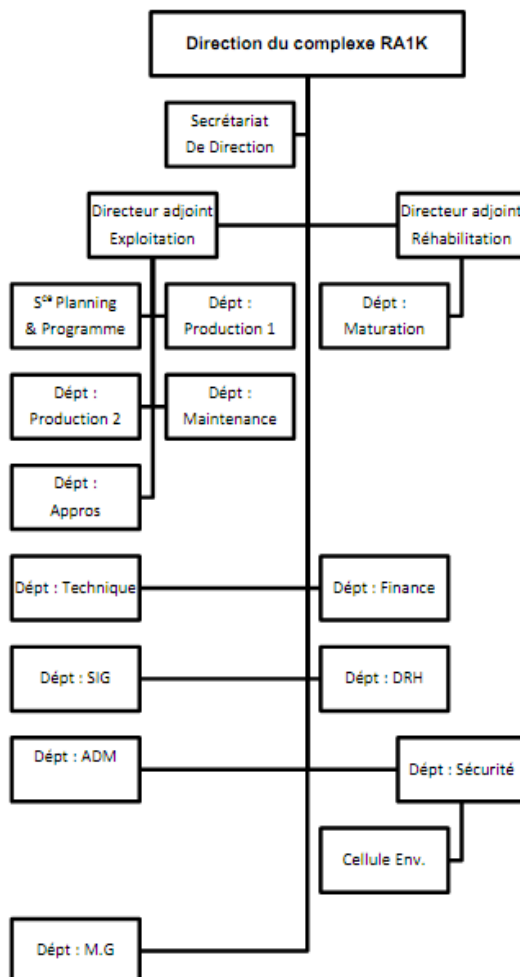 Direction du complexe RA1K
Secrétariat
De Direction
Directeur adjoint
Exploitation
Directeur adjoint
Réhabilitation
Sce Planning
& Programme
Dépt :
Production 1
Dépt :
Maturation
Dépt :
Production 2
Dépt :
Maintenance
Dépt :
Appros
Dépt : Technique
Dépt : Finance
Dépt : SIG
Dépt : DRH
Dépt : ADM
Dépt : Sécurité
Cellule Env.
Dépt : M.G